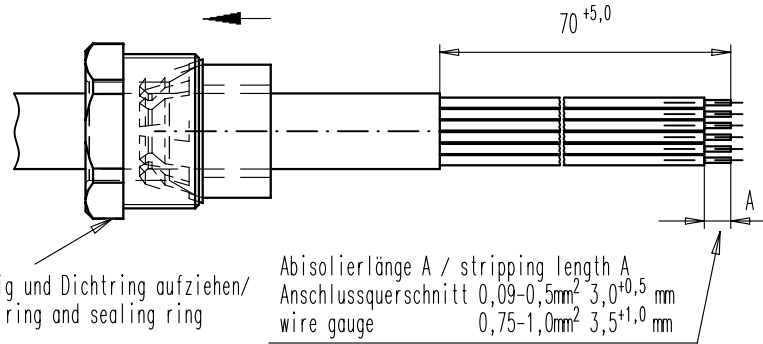 70 +5,0
A
ig und Dichtring aufziehen/
ring and sealing ring
Abisolierlänge A / stripping length A
Anschlussquerschnitt 0,09-0,5mm² 3,0+0,5 mm
wire gauge 0,75-1,0mm² 3,5+1,0 mm